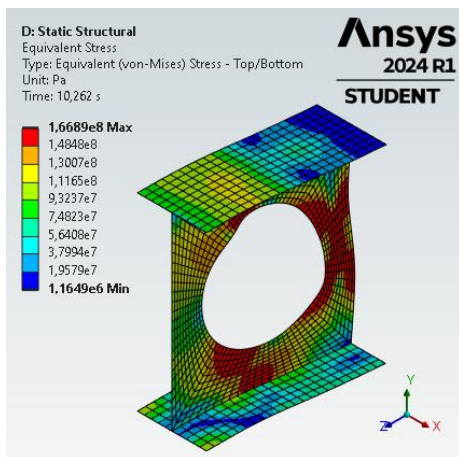 D: Static Structural
Equivalent Stress
Type: Equivalent (von-Mises) Stress - Top/Bottom
Unit: Pa
Time: 10,262 s
Ansys
2024 R1
STUDENT
1,6689e8 Max
1,4848e8
1,3007e8
1,1165e8
9,3237e7
7,4823e7
5,6408e7
3,7994e7
1,9579e7
1,1649e6 Min
Y
Z
X